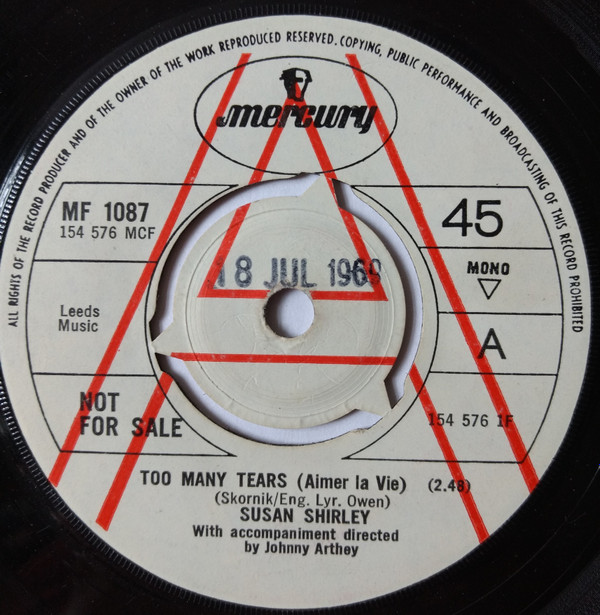 ALL RIGHTS OF THE RECORD PRODUCER AND OF THE OWNER OF THE WORK REPRODUCED RESERVED. COPYING, PUBLIC PERFORMANCE AND BROADCASTING OF THIS RECORD PROHIBITED
mercury
MF 1087
154 576 MCF
45
18 JUL 1969
MONO
Leeds
Music
A
NOT
FOR SALE
154 576 1F
TOO MANY TEARS (Aimer la Vie) (2.48)
(Skornik/Eng. Lyr. Owen)
SUSAN SHIRLEY
With accompaniment directed
by Johnny Arthey